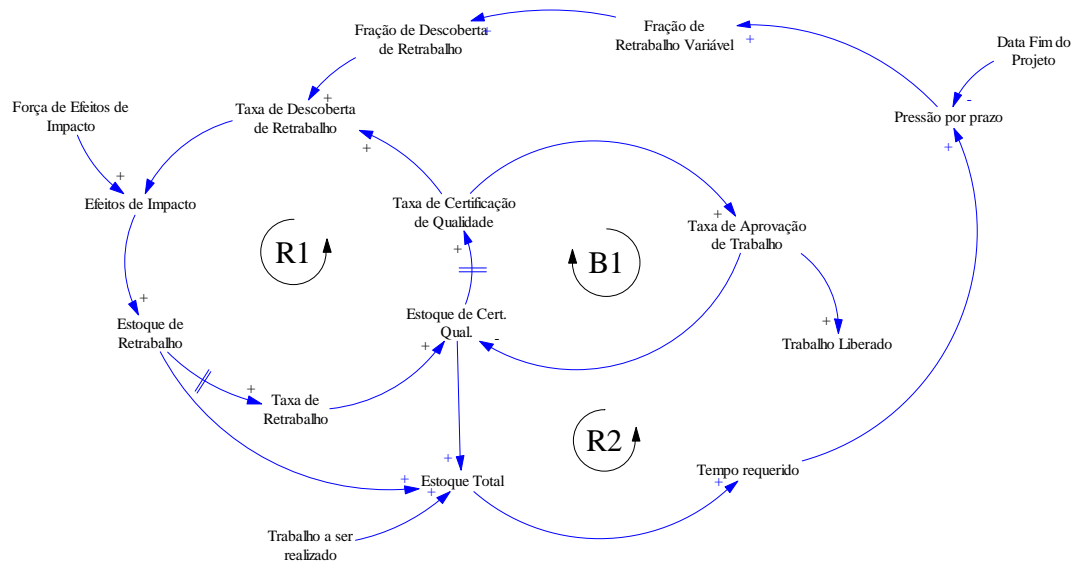 Fração de Descoberta
de Retrabalho
+
Fração de
Retrabalho Variável
+
Data Fim do
Projeto
-
Pressão por prazo
+
Força de Efeitos de
Impacto
+
Taxa de Descoberta
de Retrabalho
+
+
Efeitos de Impacto
Taxa de Certificação
de Qualidade
+
+
Taxa de Aprovação
de Trabalho
R1
B1
+
Estoque de
Retrabalho
Estoque de Cert.
Qual.
+
-
+
Trabalho Liberado
+
Taxa de
Retrabalho
R2
+
+
+
Estoque Total
+
Tempo requerido
Trabalho a ser
realizado